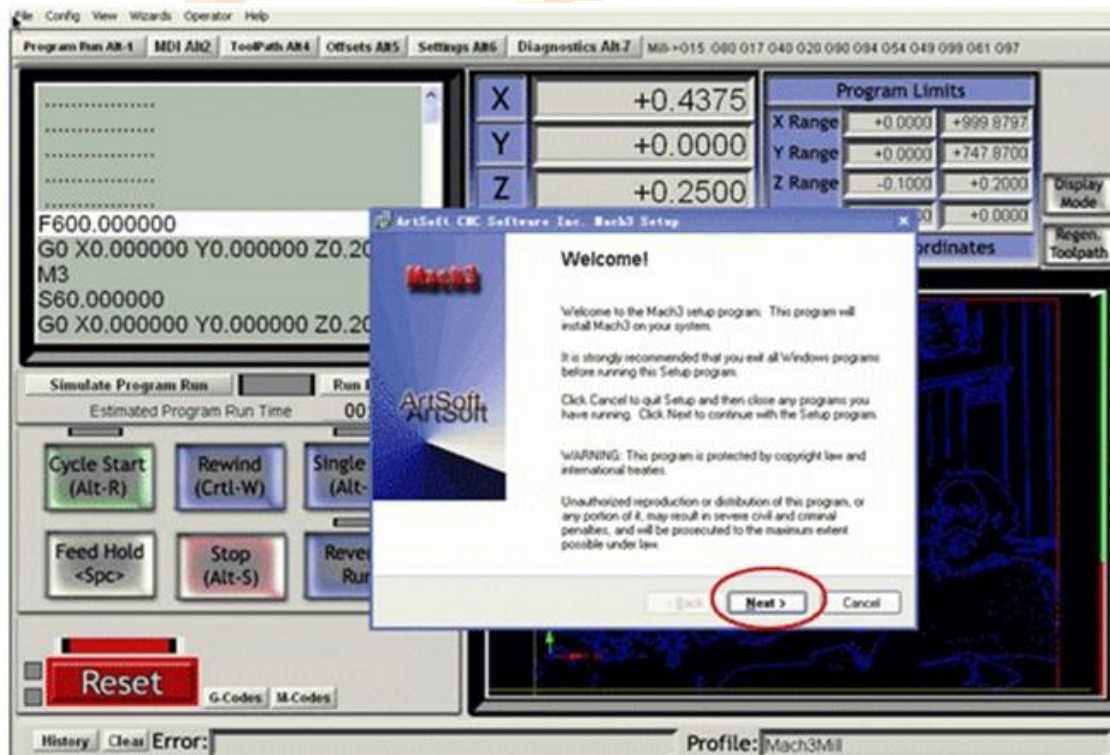 File Config View Wizards Operator Help
Program Run Alt-1 MDI Alt2 ToolPath Alt4 Offsets Alt5 Settings Alt6 Diagnostics Alt-7 Mill->G15 G80 G17 G40 G20 G90 G94 G54 G49 G99 G61 G97
X +0.4375
Y +0.0000
Z +0.2500
Program Limits
X Range +0.0000 +999.8797
Y Range +0.0000 +747.8700
Z Range -0.1000 +0.2000
+0.0000
Display
Mode
Regen.
Toolpath
F600.000000
G0 X0.000000 Y0.000000 Z0.20
M3
S60.000000
G0 X0.000000 Y0.000000 Z0.20
ArtSoft CNC Software Inc. Mach3 Setup
Mach3
ArtSoft
ArtSoft
Welcome!
Welcome to the Mach3 setup program. This program will
install Mach3 on your system.
It is strongly recommended that you exit all Windows programs
before running this Setup program.
Click Cancel to quit Setup and then close any programs you
have running. Click Next to continue with the Setup program.
WARNING: This program is protected by copyright law and
international treaties.
Unauthorized reproduction or distribution of this program, or
any portion of it, may result in severe civil and criminal
penalties, and will be prosecuted to the maximum extent
possible under law.
< Back Next > Cancel
Simulate Program Run Run
Estimated Program Run Time 00:
Cycle Start
(Alt-R)
Rewind
(Crtl-W)
Single
(Alt-
Feed Hold
<Spc>
Stop
(Alt-S)
Reset
G-Codes M-Codes
History Clear Error:
Profile: Mach3Mill